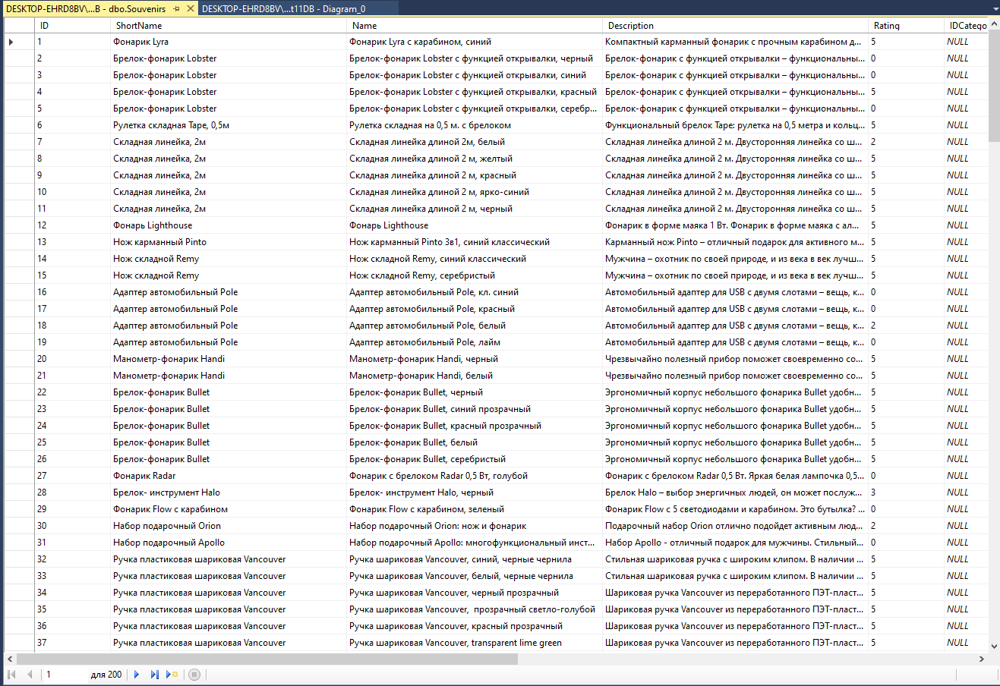 DESKTOP-EHRD8BV\...B - dbo.Souvenirs DESKTOP-EHRD8BV\...t11DB - Diagram_0
ID ShortName Name Description Rating IDCatego
1 Фонарик Lyra Фонарик Lyra с карабином, синий Компактный карманный фонарик с прочным карабином д... 5 NULL
2 Брелок-фонарик Lobster Брелок-фонарик Lobster с функцией открывалки, черный Брелок-фонарик с функцией открывалки – функциональны... 0 NULL
3 Брелок-фонарик Lobster Брелок-фонарик Lobster с функцией открывалки, синий Брелок-фонарик с функцией открывалки – функциональны... 0 NULL
4 Брелок-фонарик Lobster Брелок-фонарик Lobster с функцией открывалки, красный Брелок-фонарик с функцией открывалки – функциональны... 5 NULL
5 Брелок-фонарик Lobster Брелок-фонарик Lobster с функцией открывалки, серебр... Брелок-фонарик с функцией открывалки – функциональны... 0 NULL
6 Рулетка складная Tape, 0,5м Рулетка складная на 0,5 м. с брелоком Функциональный брелок Tape: рулетка на 0,5 метра и кольц... 5 NULL
7 Складная линейка, 2м Складная линейка длиной 2м, белый Складная линейка длиной 2 м. Двусторонняя линейка со ш... 2 NULL
8 Складная линейка, 2м Складная линейка длиной 2 м, желтый Складная линейка длиной 2 м. Двусторонняя линейка со ш... 5 NULL
9 Складная линейка, 2м Складная линейка длиной 2 м, красный Складная линейка длиной 2 м. Двусторонняя линейка со ш... 5 NULL
10 Складная линейка, 2м Складная линейка длиной 2 м, ярко-синий Складная линейка длиной 2 м. Двусторонняя линейка со ш... 5 NULL
11 Складная линейка, 2м Складная линейка длиной 2 м, черный Складная линейка длиной 2 м. Двусторонняя линейка со ш... 5 NULL
12 Фонарь Lighthouse Фонарь Lighthouse Фонарик в форме маяка 1 Вт. Фонарик в форме маяка с ал... 5 NULL
13 Нож карманный Pinto Нож карманный Pinto 3в1, синий классический Карманный нож Pinto – отличный подарок для активного м... 5 NULL
14 Нож складной Remy Нож складной Remy, синий классический Мужчина – охотник по своей природе, и из века в век лучш... 5 NULL
15 Нож складной Remy Нож складной Remy, серебристый Мужчина – охотник по своей природе, и из века в век лучш... 5 NULL
16 Адаптер автомобильный Pole Адаптер автомобильный Pole, кл. синий Автомобильный адаптер для USB с двумя слотами – вещь, к... 0 NULL
17 Адаптер автомобильный Pole Адаптер автомобильный Pole, красный Автомобильный адаптер для USB с двумя слотами – вещь, к... 0 NULL
18 Адаптер автомобильный Pole Адаптер автомобильный Pole, белый Автомобильный адаптер для USB с двумя слотами – вещь, к... 2 NULL
19 Адаптер автомобильный Pole Адаптер автомобильный Pole, лайм Автомобильный адаптер для USB с двумя слотами – вещь, к... 0 NULL
20 Манометр-фонарик Handi Манометр-фонарик Handi, черный Чрезвычайно полезный прибор поможет своевременно со... 5 NULL
21 Манометр-фонарик Handi Манометр-фонарик Handi, белый Чрезвычайно полезный прибор поможет своевременно со... 5 NULL
22 Брелок-фонарик Bullet Брелок-фонарик Bullet, черный Эргономичный корпус небольшого фонарика Bullet удобн... 5 NULL
23 Брелок-фонарик Bullet Брелок-фонарик Bullet, синий прозрачный Эргономичный корпус небольшого фонарика Bullet удобн... 5 NULL
24 Брелок-фонарик Bullet Брелок-фонарик Bullet, красный прозрачный Эргономичный корпус небольшого фонарика Bullet удобн... 5 NULL
25 Брелок-фонарик Bullet Брелок-фонарик Bullet, белый Эргономичный корпус небольшого фонарика Bullet удобн... 5 NULL
26 Брелок-фонарик Bullet Брелок-фонарик Bullet, серебристый Эргономичный корпус небольшого фонарика Bullet удобн... 5 NULL
27 Фонарик Radar Фонарик с брелоком Radar 0,5 Вт, голубой Фонарик с брелоком Radar 0,5 Вт. Яркая белая лампочка 0,5... 0 NULL
28 Брелок- инструмент Halo Брелок- инструмент Halo, черный Брелок Halo – выбор энергичных людей, он может послуж... 3 NULL
29 Фонарик Flow с карабином Фонарик Flow с карабином, зеленый Фонарик Flow с 5 светодиодами и карабином. Это бутылка? ... 0 NULL
30 Набор подарочный Orion Набор подарочный Orion: нож и фонарик Подарочный набор Orion отлично подойдет активным люд... 2 NULL
31 Набор подарочный Apollo Набор подарочный Apollo: многофункциональный инст... Набор Apollo - отличный подарок для мужчины. Стильный... 0 NULL
32 Ручка пластиковая шариковая Vancouver Ручка шариковая Vancouver, синий, черные чернила Стильная шариковая ручка с широким клипом. В наличии ... 5 NULL
33 Ручка пластиковая шариковая Vancouver Ручка шариковая Vancouver, белый, черные чернила Стильная шариковая ручка с широким клипом. В наличии ... 5 NULL
34 Ручка пластиковая шариковая Vancouver Ручка шариковая Vancouver, черный прозрачный Шариковая ручка Vancouver из переработанного ПЭТ-пласт... 5 NULL
35 Ручка пластиковая шариковая Vancouver Ручка шариковая Vancouver,  прозрачный светло-голубой Шариковая ручка Vancouver из переработанного ПЭТ-пласт... 5 NULL
36 Ручка пластиковая шариковая Vancouver Ручка шариковая Vancouver, красный прозрачный Шариковая ручка Vancouver из переработанного ПЭТ-пласт... 5 NULL
37 Ручка пластиковая шариковая Vancouver Ручка шариковая Vancouver, transparent lime green Шариковая ручка Vancouver из переработанного ПЭТ-пласт... 5 NULL
1 для 200